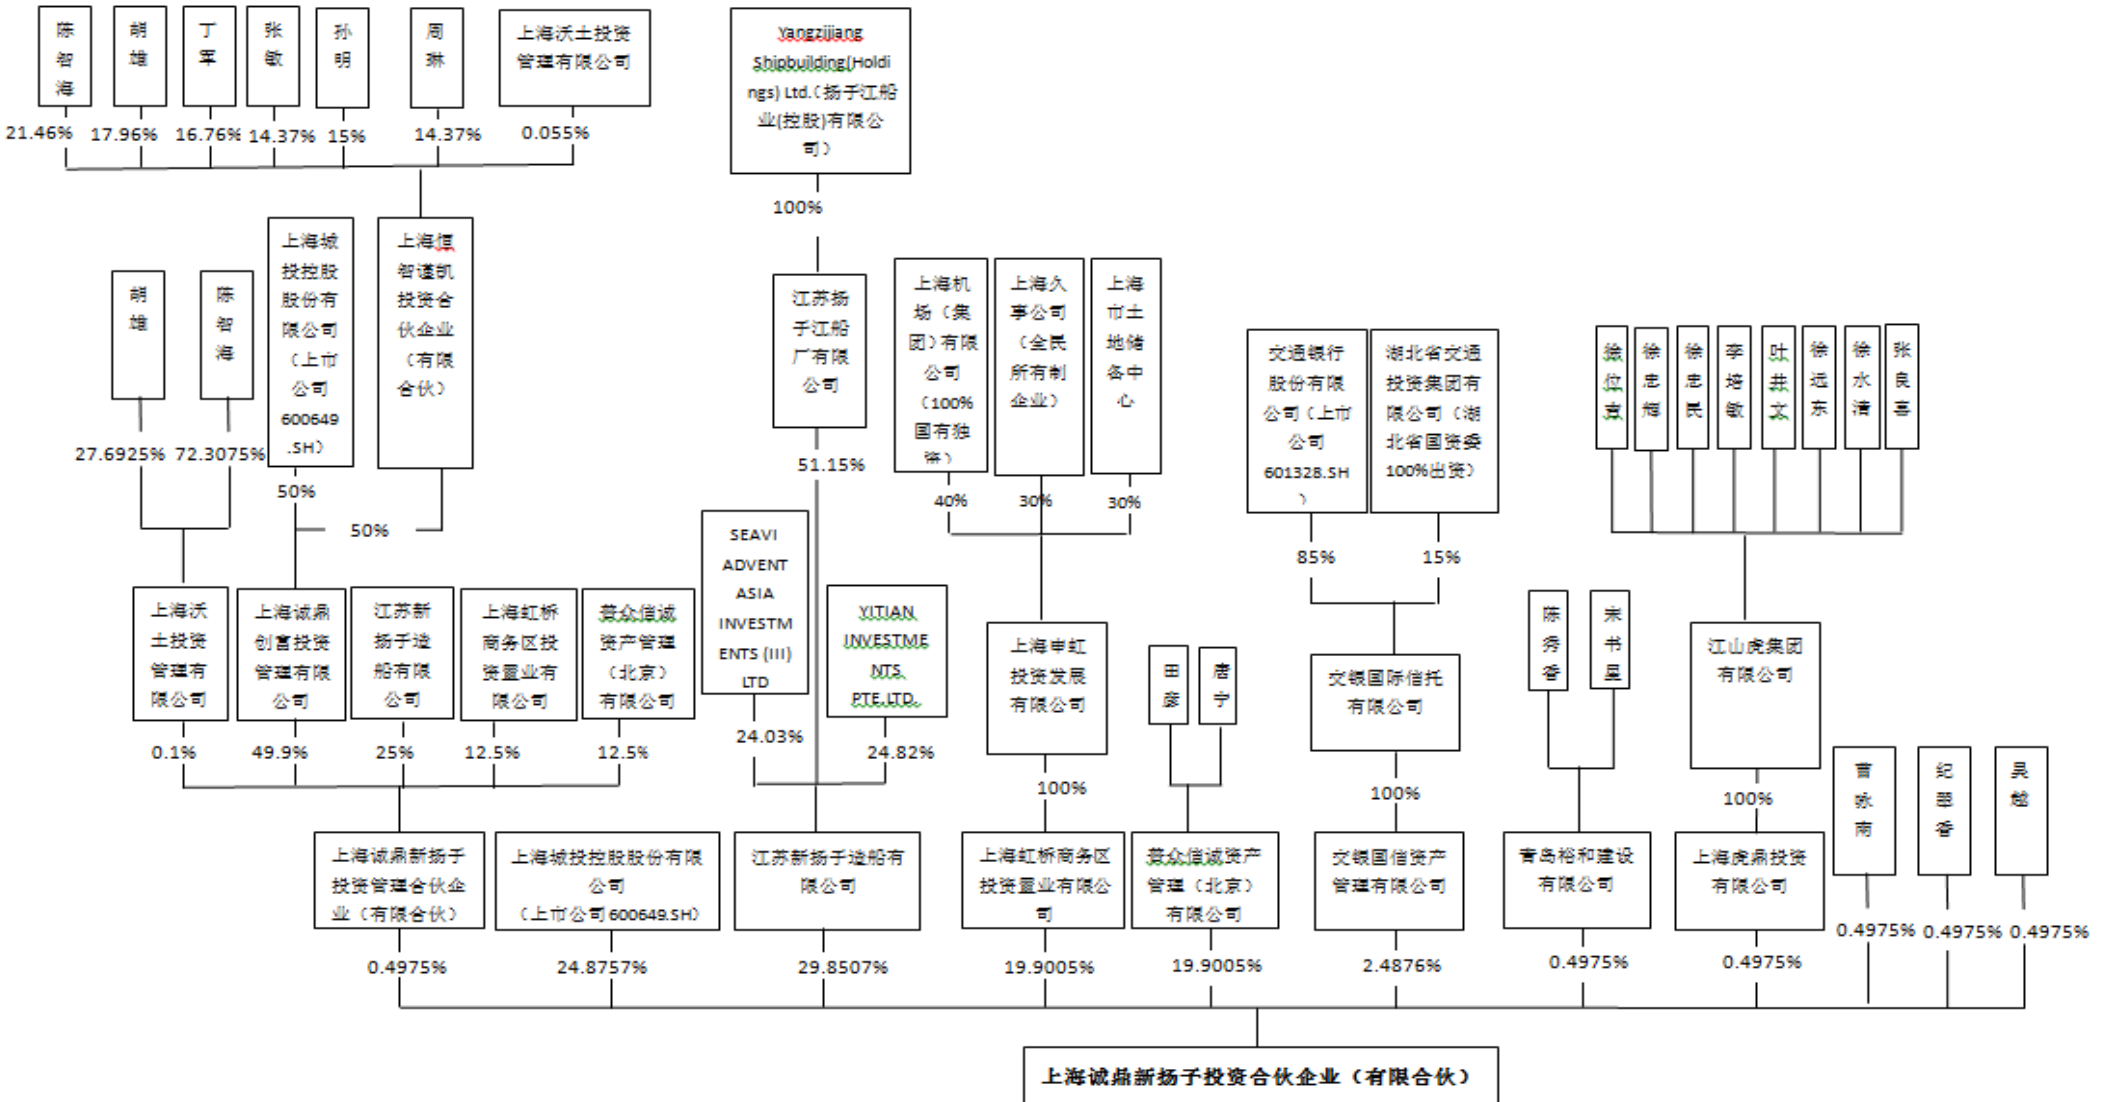 陈
智
海
胡
雄
丁
军
张
敏
孙
明
周
琳
上海沃土投资
管理有限公司
Yangzijiang
Shipbuilding(Holdi
ngs) Ltd.（扬子江船
业(控股)有限公
司）
21.46%
17.96%
16.76%
14.37%
15%
14.37%
0.055%
100%
胡
雄
陈
智
海
上海城
投控股
股份有
限公司
（上市
公司
600649
.SH）
上海恒
智谨凯
投资合
伙企业
（有限
合伙）
江苏扬
子江船
厂有限
公司
上海机
场（集
团）有限
公司
（100%
国有独
资）
上海久
事公司
（全民
所有制
企业）
上海
市土
地储
备中
心
交通银行
股份有限
公司（上市
公司
601328.SH
）
湖北省交通
投资集团有
限公司（湖
北省国资委
100%出资）
徐
位
徐
忠
辉
徐
忠
民
李
培
敏
叶
井
文
徐
远
东
徐
水
清
张
良
喜
27.6925%
72.3075%
50%
50%
51.15%
40%
30%
30%
85%
15%
上海沃
土投资
管理有
限公司
上海诚鼎
创富投资
管理有限
公司
江苏新
扬子造
船有限
公司
上海虹桥
商务区投
资置业有
限公司
普众信诚
资产管理
（北京）
有限公司
SEAVI
ADVENT
ASIA
INVESTM
ENTS (III)
LTD
YITIAN
INVESTME
NTS
PTE.LTD.
上海申虹
投资发展
有限公司
田
彦
唐
宁
交银国际信托
有限公司
陈
秀
香
宋
书
星
江山虎集团
有限公司
0.1%
49.9%
25%
12.5%
12.5%
24.03%
24.82%
100%
100%
100%
曹
咏
南
纪
翠
香
吴
越
上海诚鼎新扬子
投资管理合伙企
业（有限合伙）
上海城投控股股份有限
公司
（上市公司600649.SH）
江苏新扬子造船有
限公司
上海虹桥商务区
投资置业有限公
司
普众信诚资产
管理（北京）
有限公司
交银国信资产
管理有限公司
青岛裕和建设
有限公司
上海虎鼎投资
有限公司
0.4975%
24.8757%
29.8507%
19.9005%
19.9005%
2.4876%
0.4975%
0.4975%
0.4975%
0.4975%
0.4975%
上海诚鼎新扬子投资合伙企业（有限合伙）